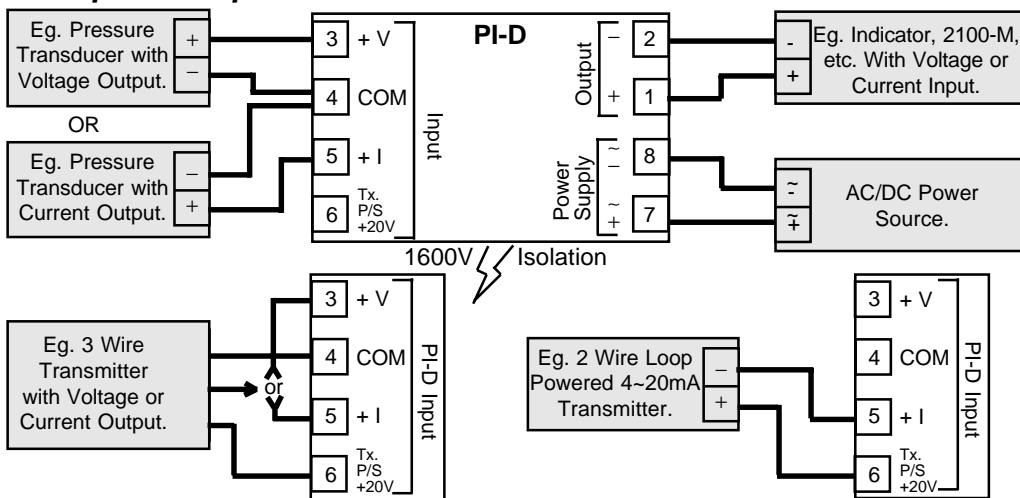 Eg. Pressure
Transducer with
Voltage Output.
+
−
OR
Eg. Pressure
Transducer with
Current Output.
−
+
PI-D
3 + V
4 COM
5 + I
6 Tx.
P/S
+20V
Input
Output
−
+
2
1
Power
Supply
~
−
~
+
8
7
-
+
Eg. Indicator, 2100-M,
etc. With Voltage or
Current Input.
~
-
~
+
AC/DC Power
Source.
1600V Isolation
Eg. 3 Wire
Transmitter
with Voltage or
Current Output.
or
3 + V
4 COM
5 + I
6 Tx.
P/S
+20V
PI-D Input
Eg. 2 Wire Loop
Powered 4~20mA
Transmitter.
−
+
3 + V
4 COM
5 + I
6 Tx.
P/S
+20V
PI-D Input